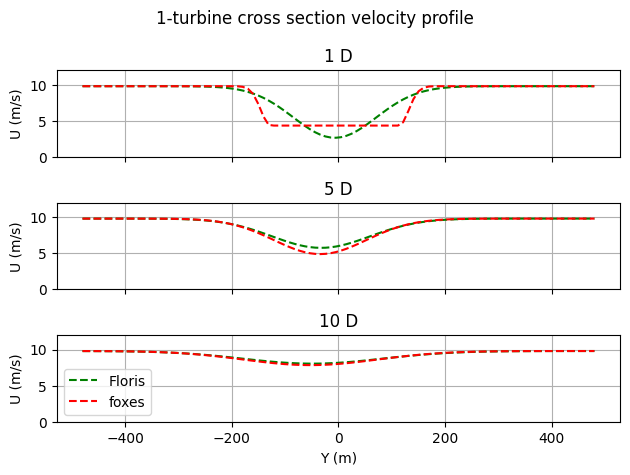 1-turbine cross section velocity profile
1 D
10
5
0
U (m/s)
5 D
10
5
0
U (m/s)
10 D
10
5
0
U (m/s)
Floris
foxes
−400
−200
0
200
400
Y (m)